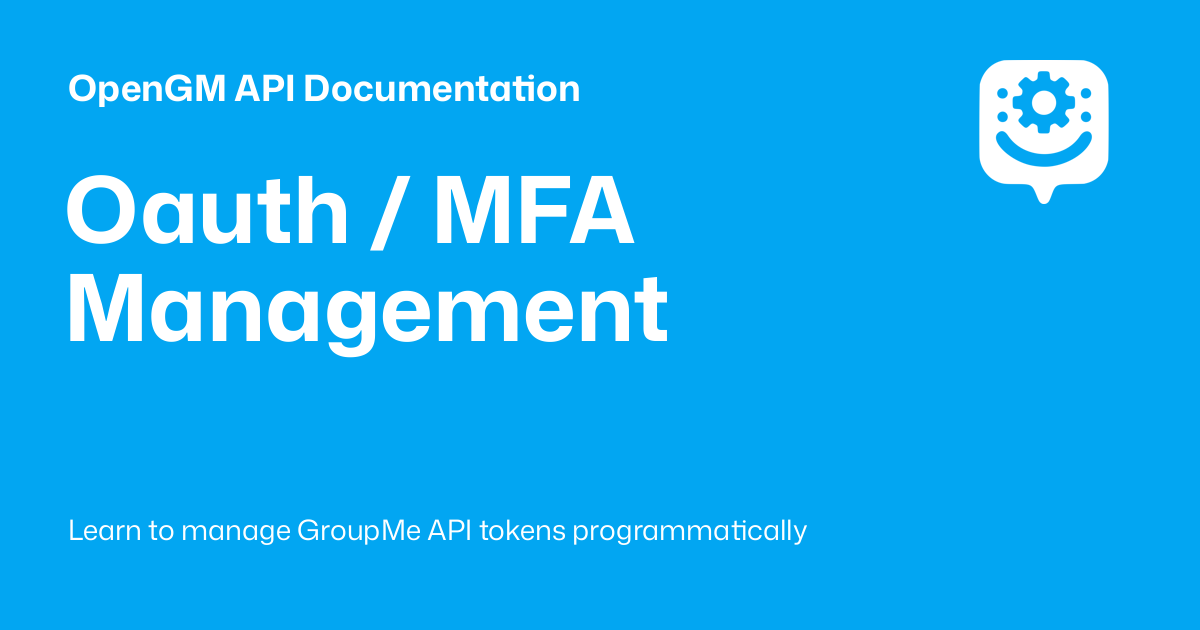 OpenGM API Documentation
Oauth / MFA
Management
Learn to manage GroupMe API tokens programmatically